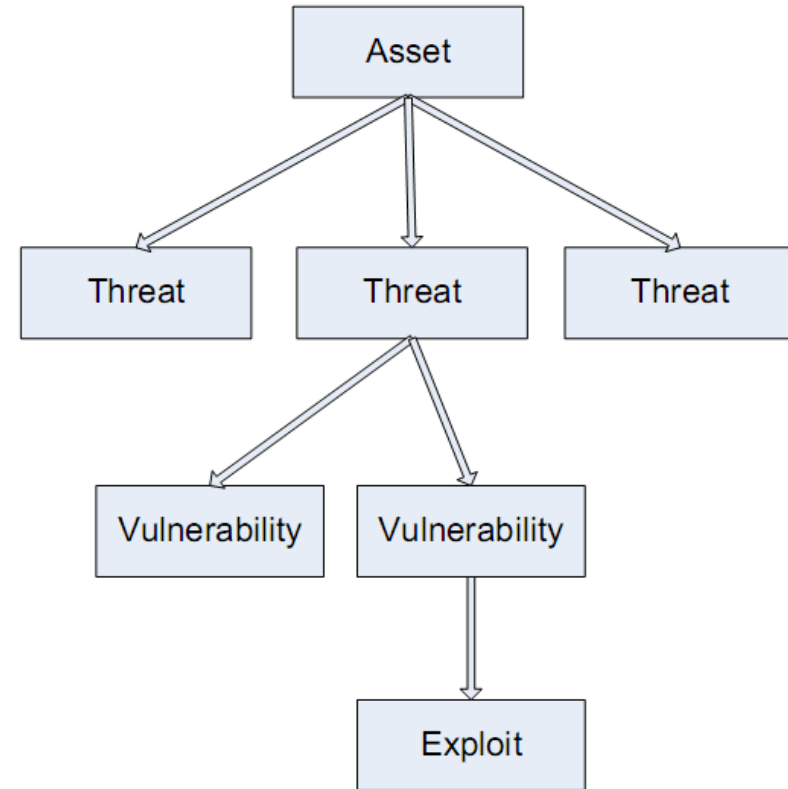 Asset
Threat
Threat
Threat
Vulnerability
Vulnerability
Exploit